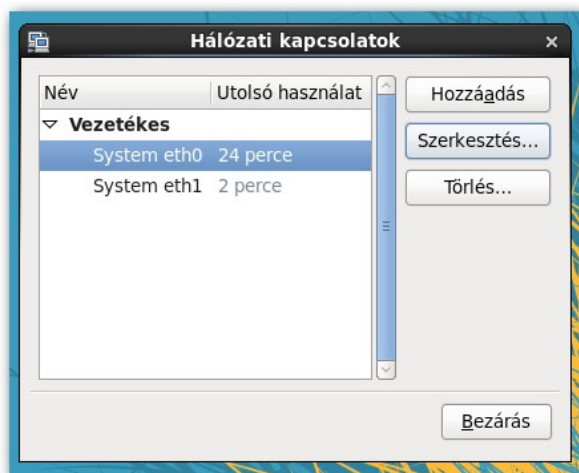 Hálózati kapcsolatok
Név Utolsó használat
Vezetékes
System eth0 24 perce
System eth1 2 perce
Hozzáadás
Szerkesztés...
Törlés...
Bezárás